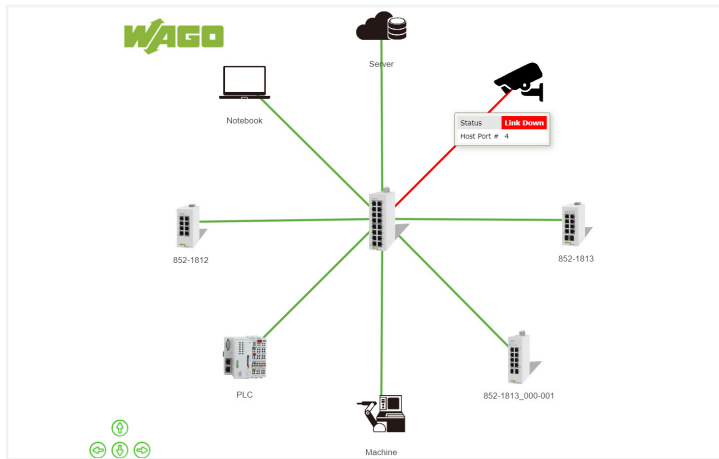 WAGO
Server
Notebook
Status Link Down
Host Port # 4
852-1812
852-1813
PLC
852-1813_000-001
Machine